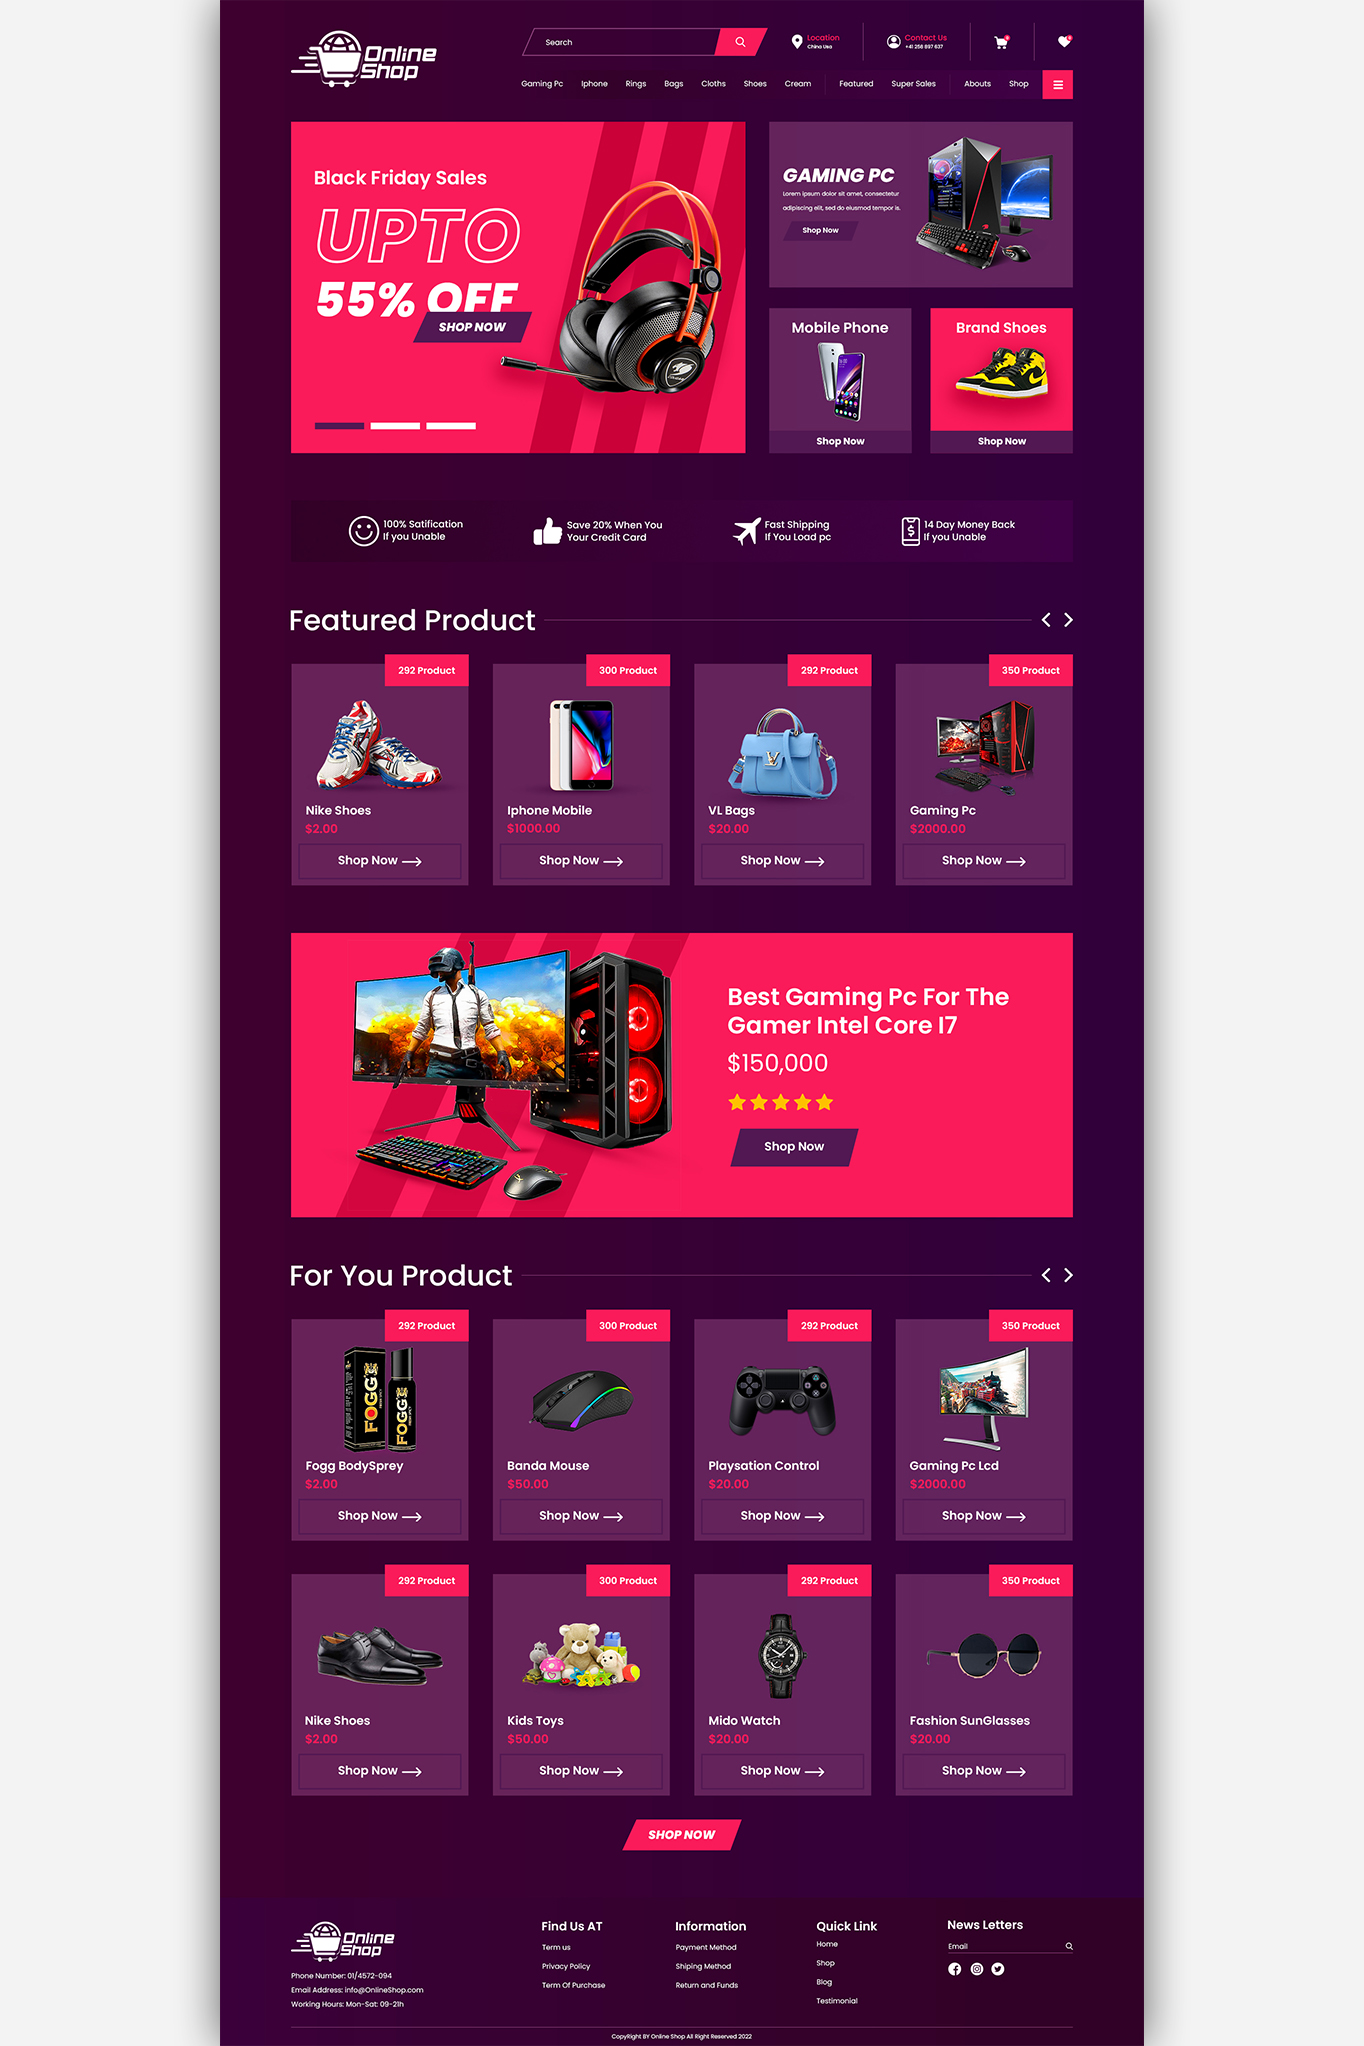 Online
Shop
Search
Location
China Usa
Contact Us
+41 258 897 637
Gaming Pc Iphone Rings Bags Cloths Shoes Cream Featured Super Sales Abouts Shop
Black Friday Sales
UPTO
55% OFF
SHOP NOW
GAMING PC
Lorem ipsum dolor sit amet, consectetur
adipiscing elit, sed do eiusmod tempor is.
Shop Now
Mobile Phone
Shop Now
Brand Shoes
Shop Now
100% Satification
If you Unable
Save 20% When You
Your Credit Card
Fast Shipping
If You Load pc
14 Day Money Back
If you Unable
Featured Product
292 Product
Nike Shoes
$2.00
Shop Now
300 Product
Iphone Mobile
$1000.00
Shop Now
292 Product
VL Bags
$20.00
Shop Now
350 Product
Gaming Pc
$2000.00
Shop Now
Best Gaming Pc For The
Gamer Intel Core I7
$150,000
Shop Now
For You Product
292 Product
FOGG
FOGG
Fogg BodySprey
$2.00
Shop Now
300 Product
Banda Mouse
$50.00
Shop Now
292 Product
Playsation Control
$20.00
Shop Now
350 Product
Gaming Pc Lcd
$2000.00
Shop Now
292 Product
Nike Shoes
$2.00
Shop Now
300 Product
Kids Toys
$50.00
Shop Now
292 Product
Mido Watch
$20.00
Shop Now
350 Product
Fashion SunGlasses
$20.00
Shop Now
SHOP NOW
Online
Shop
Phone Number: 01/4572-094
Email Address: info@OnlineShop.com
Working Hours: Mon-Sat: 09-21h
Find Us AT
Term us
Privacy Policy
Term Of Purchase
Information
Payment Method
Shiping Method
Return and Funds
Quick Link
Home
Shop
Blog
Testimonial
News Letters
Email
CopyRight BY Online Shop All Right Reserved 2022